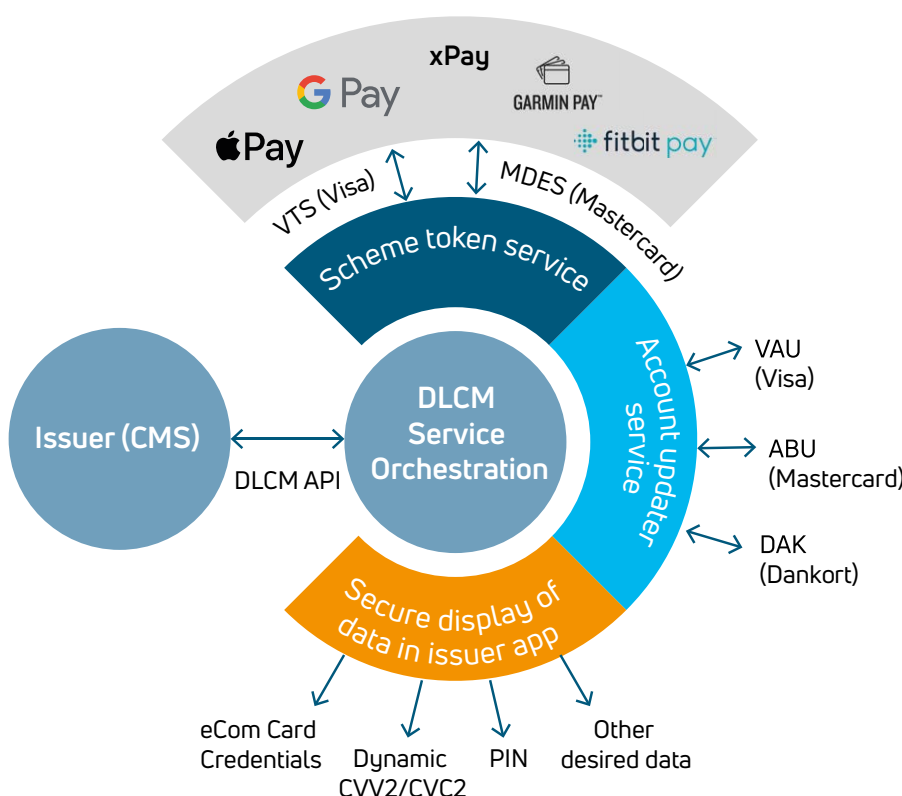 xPay
G Pay
GARMIN PAY™
Pay
fitbit pay
VTS (Visa)
MDES (Mastercard)
Scheme token service
Account updater
service
VAU
(Visa)
ABU
(Mastercard)
DAK
(Dankort)
Issuer (CMS)
DLCM API
DLCM
Service
Orchestration
Secure display of
data in issuer app
eCom Card
Credentials
Dynamic
CVV2/CVC2
PIN
Other
desired data